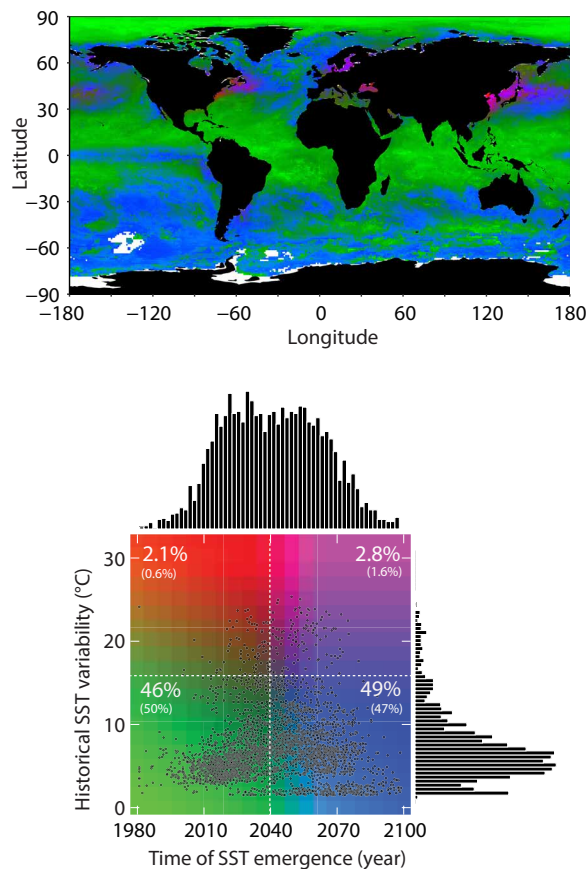 90
60
30
0
−30
−60
−90
Latitude
−180 −120 −60 0 60 120 180
Longitude
30
20
10
0
Historical SST variability (°C)
2.1% 2.8%
(0.6%) (1.6%)
46% 49%
(50%) (47%)
1980 2010 2040 2070 2100
Time of SST emergence (year)